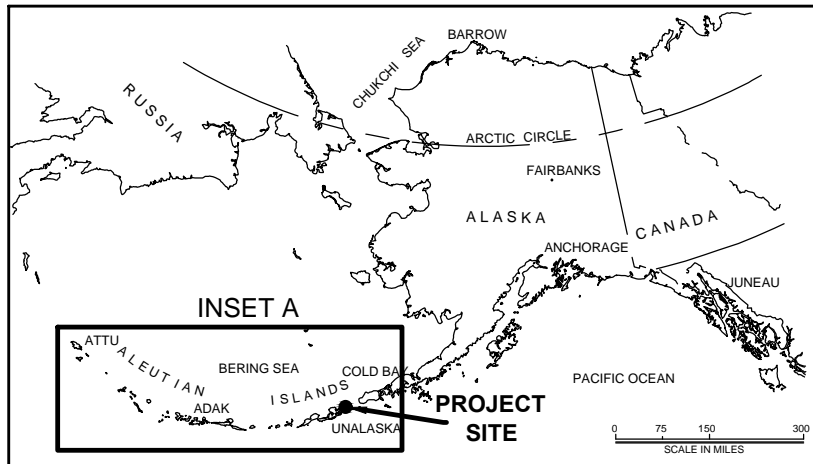 BARROW
CHUKCHI SEA
RUSSIA
ARCTIC CIRCLE
FAIRBANKS
ALASKA
CANADA
ANCHORAGE
JUNEAU
INSET A
ATTU
ALEUTIAN
BERING SEA
COLD BAY
ISLANDS
ADAK
UNALASKA
PROJECT
SITE
PACIFIC OCEAN
0 75 150 300
SCALE IN MILES